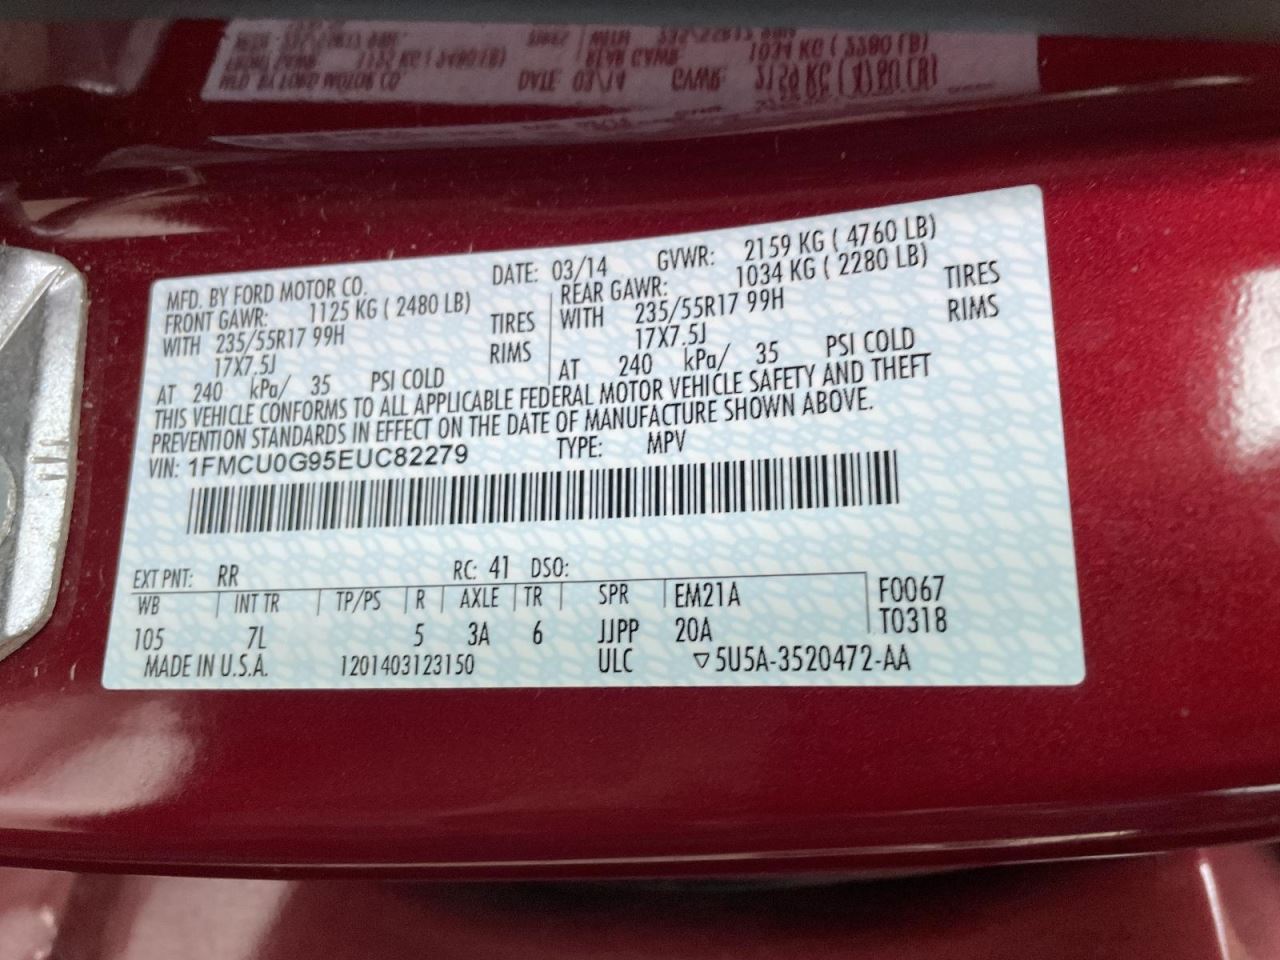 MFD. BY FORD MOTOR CO. DATE: 03/14 GVWR: 2159 KG ( 4760 LB)
FRONT GAWR: 1125 KG ( 2480 LB) REAR GAWR: 1034 KG ( 2280 LB)
WITH 235/55R17 99H TIRES WITH 235/55R17 99H TIRES
17X7.5J RIMS 17X7.5J RIMS
AT 240 kPa/ 35 PSI COLD AT 240 kPa/ 35 PSI COLD
THIS VEHICLE CONFORMS TO ALL APPLICABLE FEDERAL MOTOR VEHICLE SAFETY AND THEFT
PREVENTION STANDARDS IN EFFECT ON THE DATE OF MANUFACTURE SHOWN ABOVE.
VIN: 1FMCU0G95EUC82279 TYPE: MPV
EXT PNT: RR RC: 41 DSO:
WB INT TR TP/PS R AXLE TR SPR EM21A F0067
105 7L 5 3A 6 JJPP 20A T0318
MADE IN U.S.A. 1201403123150 ULC ▽5U5A-3520472-AA